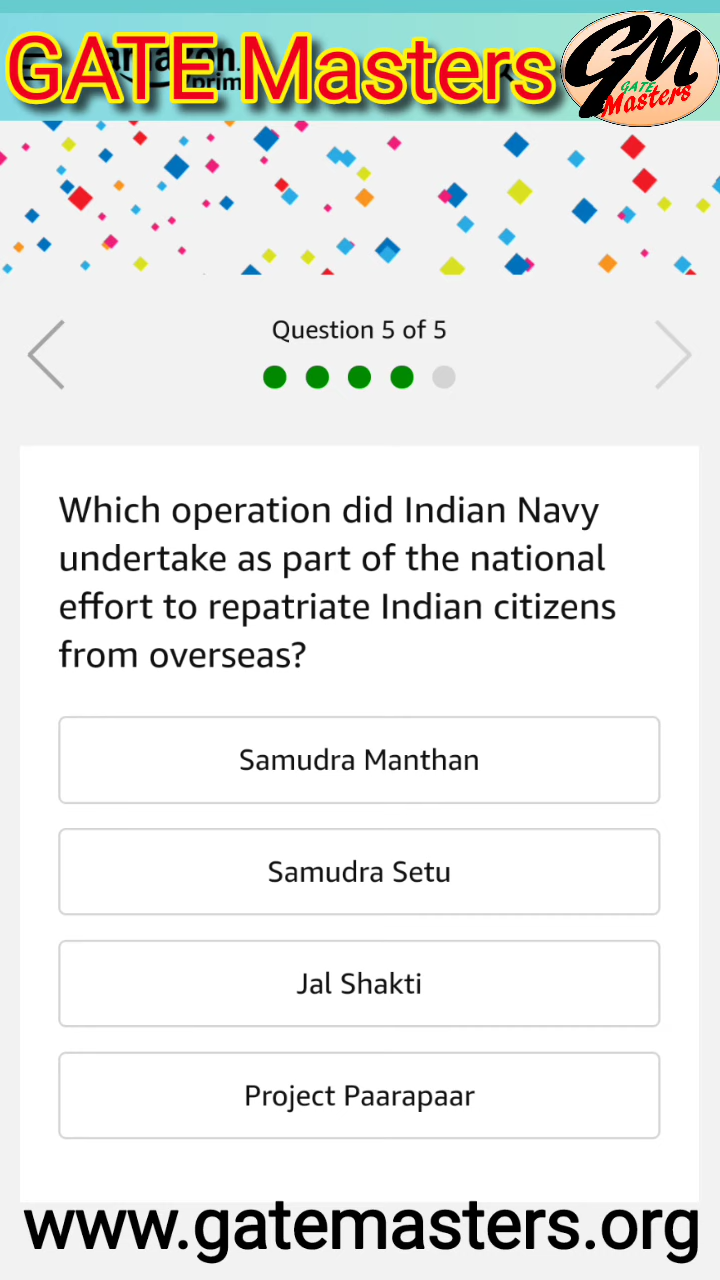 GATE Masters
GM
GATE
Masters
Question 5 of 5
Which operation did Indian Navy
undertake as part of the national
effort to repatriate Indian citizens
from overseas?
Samudra Manthan
Samudra Setu
Jal Shakti
Project Paarapaar
www.gatemasters.org